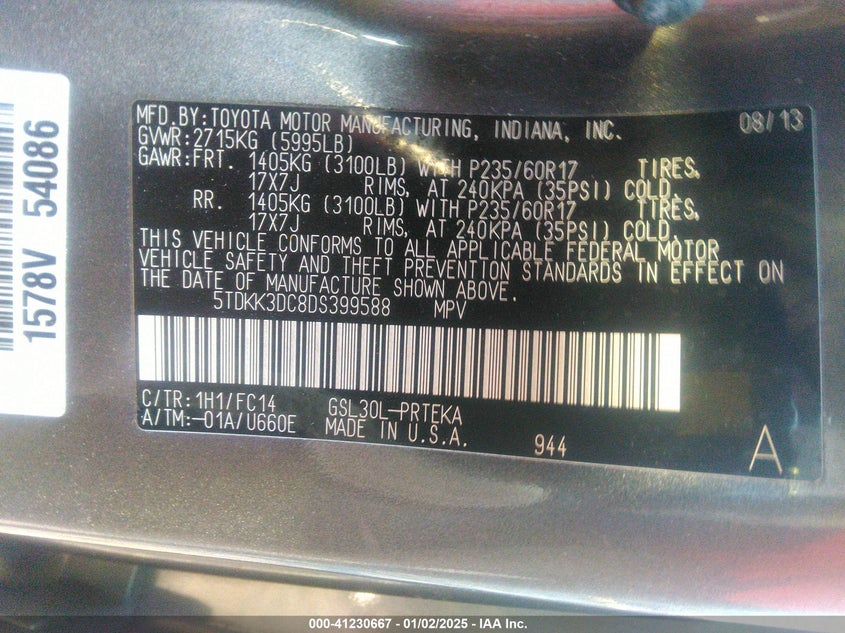 MFD.BY:TOYOTA MOTOR MANUFACTURING, INDIANA, INC. 08/13
GVWR:2715KG (5995LB)
GAWR:FRT. 1405KG (3100LB) WITH P235/60R17 TIRES,
17X7J RIMS, AT 240KPA (35PSI) COLD.
RR. 1405KG (3100LB) WITH P235/60R17 TIRES,
17X7J RIMS, AT 240KPA (35PSI) COLD.
THIS VEHICLE CONFORMS TO ALL APPLICABLE FEDERAL MOTOR
VEHICLE SAFETY AND THEFT PREVENTION STANDARDS IN EFFECT ON
THE DATE OF MANUFACTURE SHOWN ABOVE.
5TDKK3DC8DS399588 MPV
C/TR:1H1/FC14 GSL30L-PRTEKA
A/TM:-01A/U660E MADE IN U.S.A.
944
A
1578V 54086
000-41230667 - 01/02/2025 - IAA Inc.